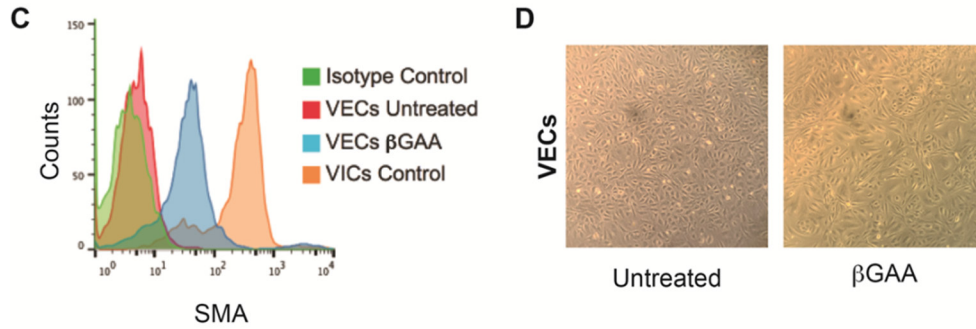 C
150
100
50
0
Counts
10^0
10^1
10^2
10^3
10^4
SMA
Isotype Control
VECs Untreated
VECs βGAA
VICs Control
D
VECs
Untreated
βGAA